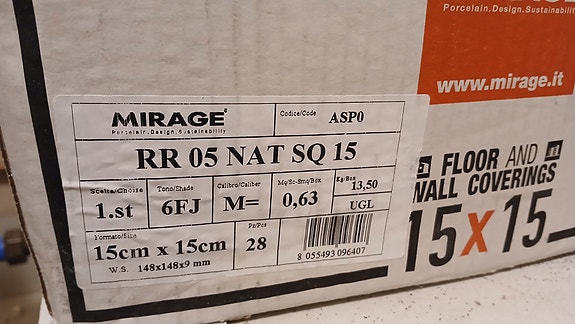 Porcelain.Design.Sustainability
www.mirage.it
MIRAGE®
Porcelain.Design.Sustainability
Codice/Code
ASP0
RR 05 NAT SQ 15
Scelta/Choise
1.st
Tono/Shade
6FJ
Calibro/Caliber
M=
Mq/Sc-Smq/Box
0,63
Kg/Box
13,50
UGL
Formato/Size
15cm x 15cm
W.S. 148x148x9 mm
Pz/Pcs
28
8 055493 096407
FLOOR AND
WALL COVERINGS
15x15